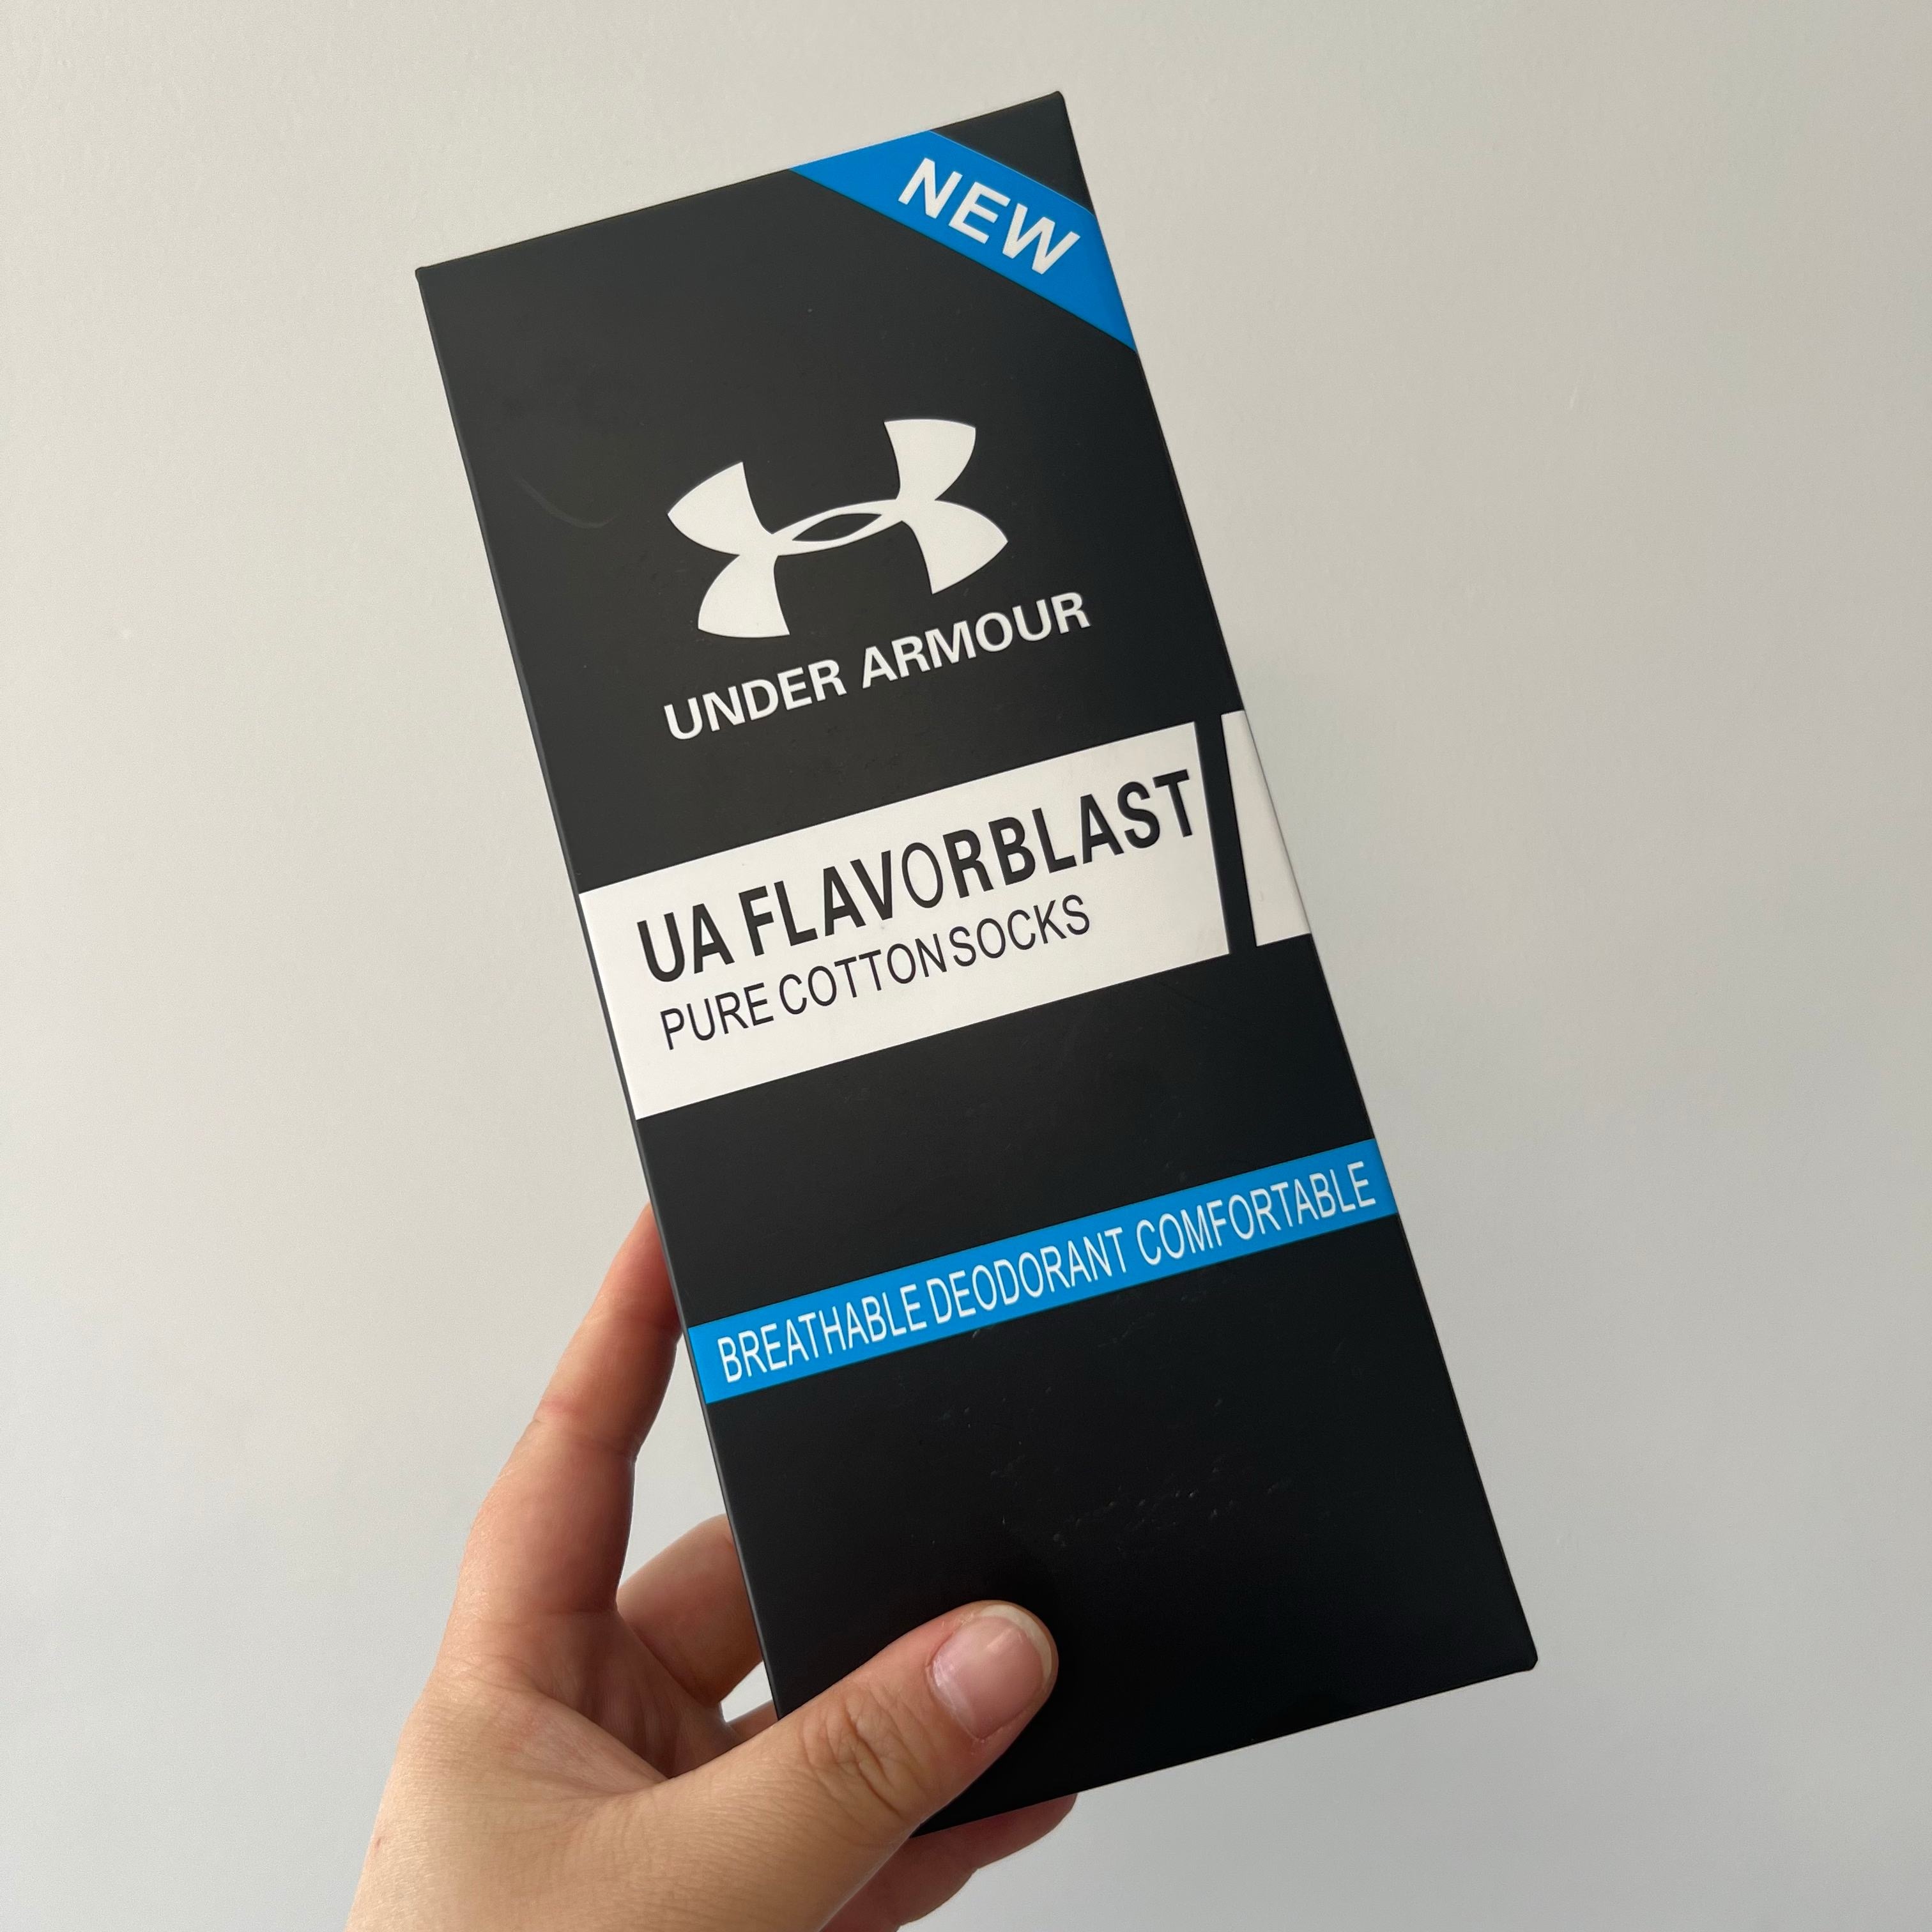 NEW
UNDER ARMOUR
UA FLAVORBLAST
PURE COTTON SOCKS
BREATHABLE DEODORANT COMFORTABLE